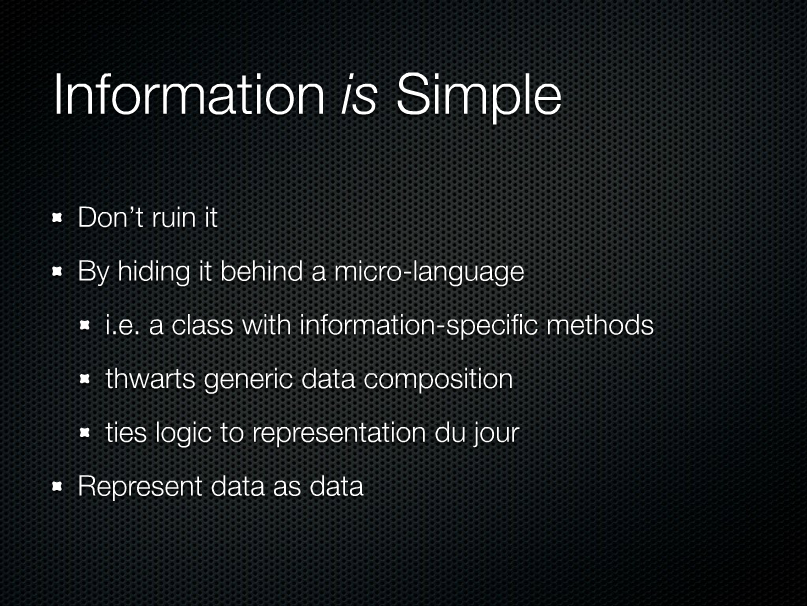 Information is Simple
Don’t ruin it
By hiding it behind a micro-language
i.e. a class with information-specific methods
thwarts generic data composition
ties logic to representation du jour
Represent data as data